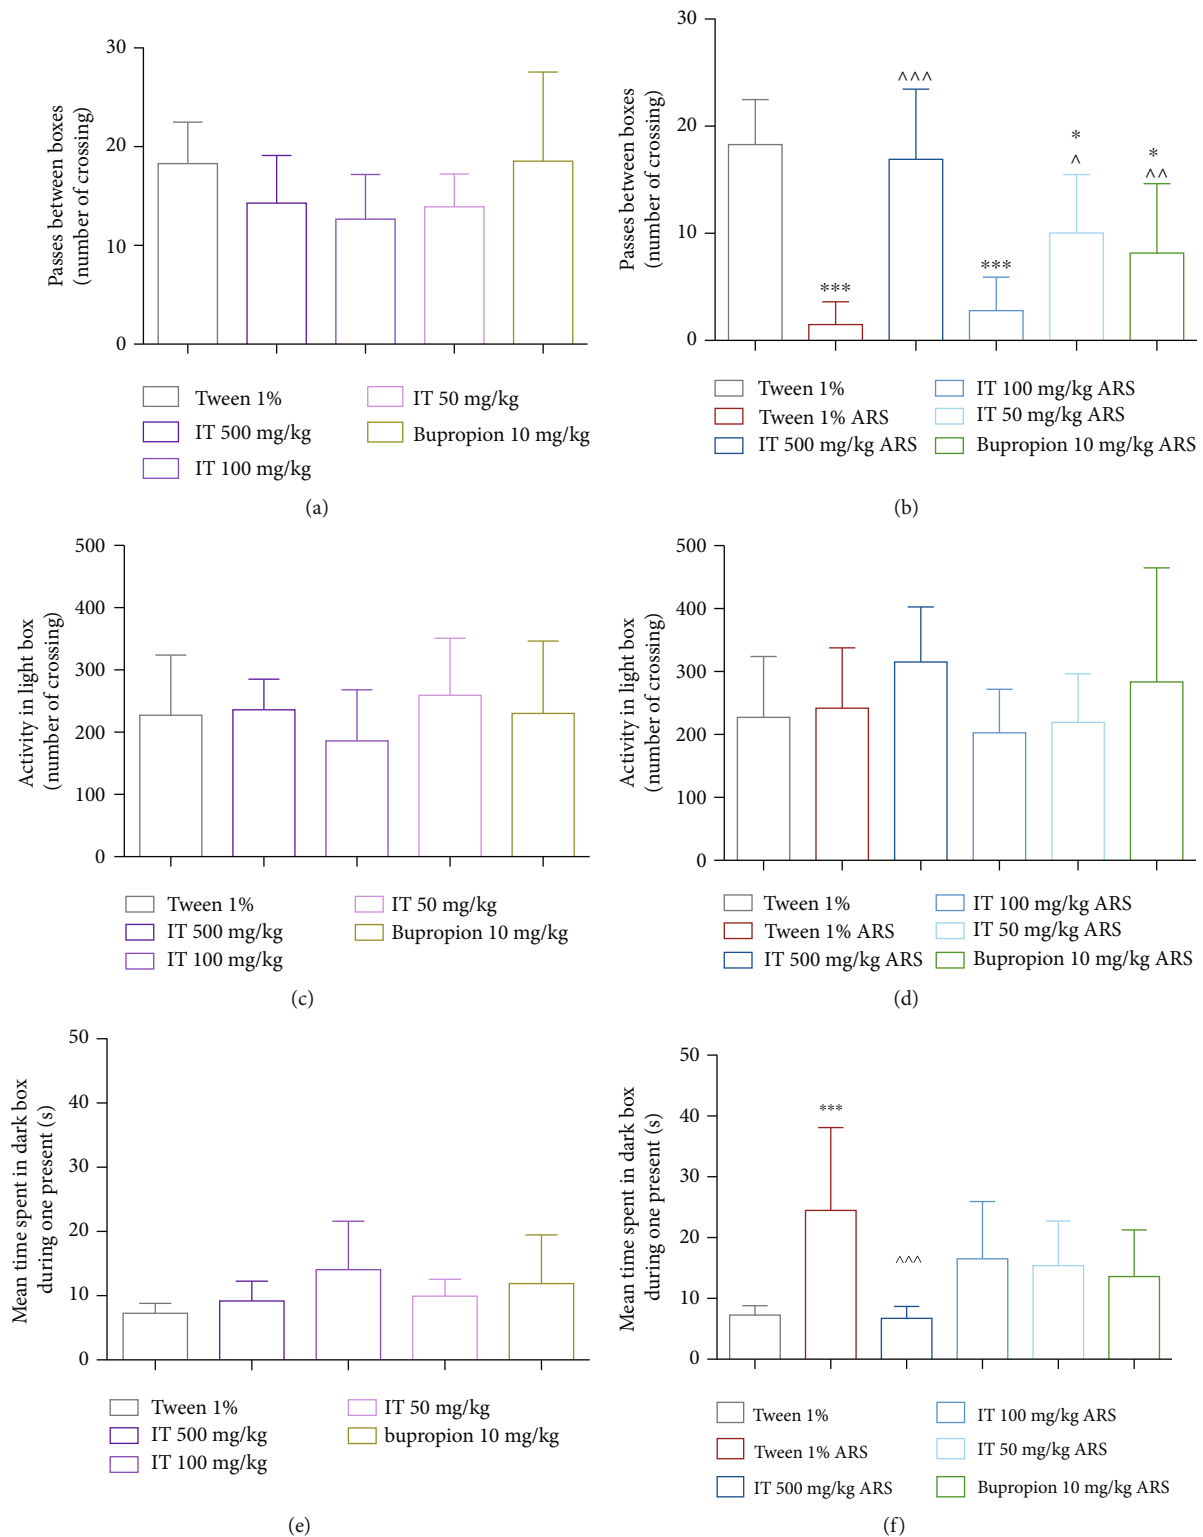 Passes between boxes
(number of crossing)
30
20
10
0
Tween 1%
IT 500 mg/kg
IT 100 mg/kg
IT 50 mg/kg
Bupropion 10 mg/kg
(a)
Passes between boxes
(number of crossing)
30
20
10
0
***
^^^
***
*
^
*
^^
Tween 1%
Tween 1% ARS
IT 500 mg/kg ARS
IT 100 mg/kg ARS
IT 50 mg/kg ARS
Bupropion 10 mg/kg ARS
(b)
Activity in light box
(number of crossing)
500
400
300
200
100
0
Tween 1%
IT 500 mg/kg
IT 100 mg/kg
IT 50 mg/kg
Bupropion 10 mg/kg
(c)
Activity in light box
(number of crossing)
500
400
300
200
100
0
Tween 1%
Tween 1% ARS
IT 500 mg/kg ARS
IT 100 mg/kg ARS
IT 50 mg/kg ARS
Bupropion 10 mg/kg ARS
(d)
Mean time spent in dark box
during one present (s)
50
40
30
20
10
0
Tween 1%
IT 500 mg/kg
IT 100 mg/kg
IT 50 mg/kg
bupropion 10 mg/kg
(e)
Mean time spent in dark box
during one present (s)
50
40
30
20
10
0
***
^^^
Tween 1%
Tween 1% ARS
IT 500 mg/kg ARS
IT 100 mg/kg ARS
IT 50 mg/kg ARS
Bupropion 10 mg/kg ARS
(f)